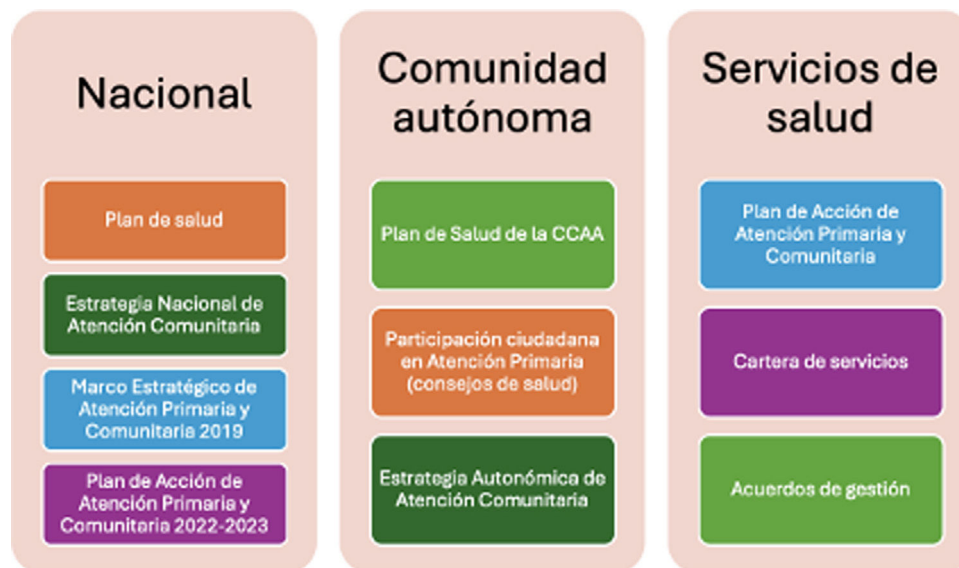 Nacional
Plan de salud
Estrategia Nacional de
Atención Comunitaria
Marco Estratégico de
Atención Primaria y
Comunitaria 2019
Plan de Acción de
Atención Primaria y
Comunitaria 2022-2023
Comunidad
autónoma
Plan de Salud de la CCAA
Participación ciudadana
en Atención Primaria
(consejos de salud)
Estrategia Autonómica de
Atención Comunitaria
Servicios de
salud
Plan de Acción de
Atención Primaria y
Comunitaria
Cartera de servicios
Acuerdos de gestión